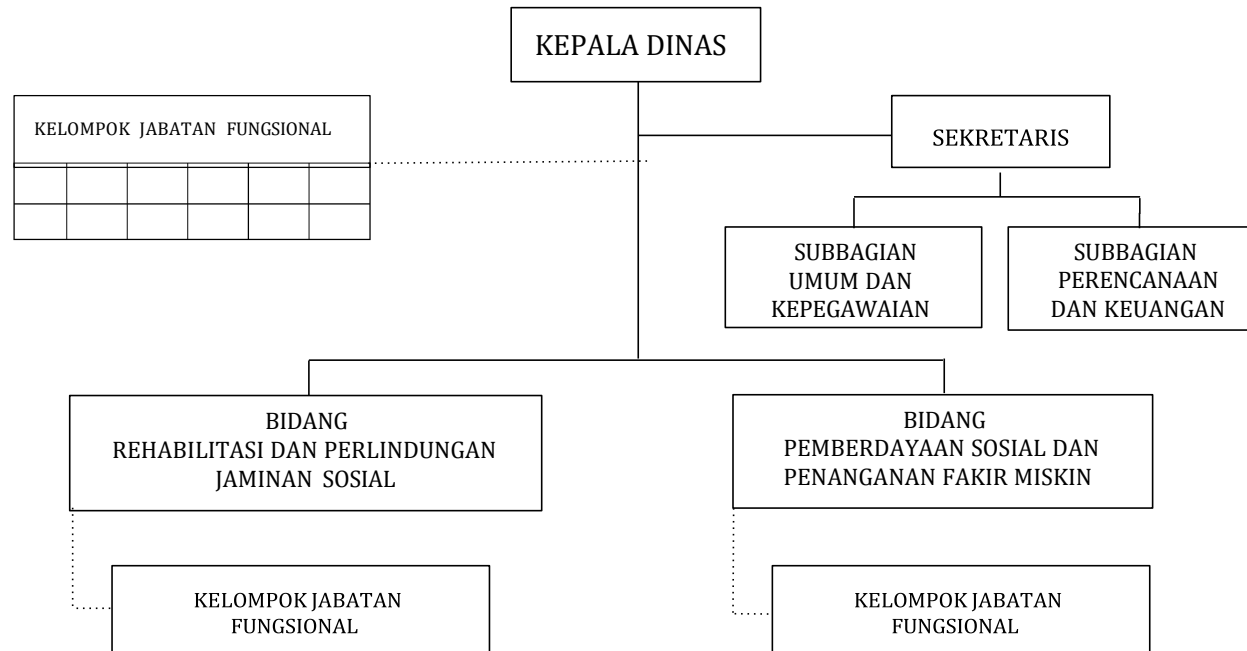 KEPALA DINAS
KELOMPOK JABATAN FUNGSIONAL
SEKRETARIS
SUBBAGIAN
UMUM DAN
KEPEGAWAIAN
SUBBAGIAN
PERENCANAAN
DAN KEUANGAN
BIDANG
REHABILITASI DAN PERLINDUNGAN
JAMINAN SOSIAL
BIDANG
PEMBERDAYAAN SOSIAL DAN
PENANGANAN FAKIR MISKIN
KELOMPOK JABATAN
FUNGSIONAL
KELOMPOK JABATAN
FUNGSIONAL